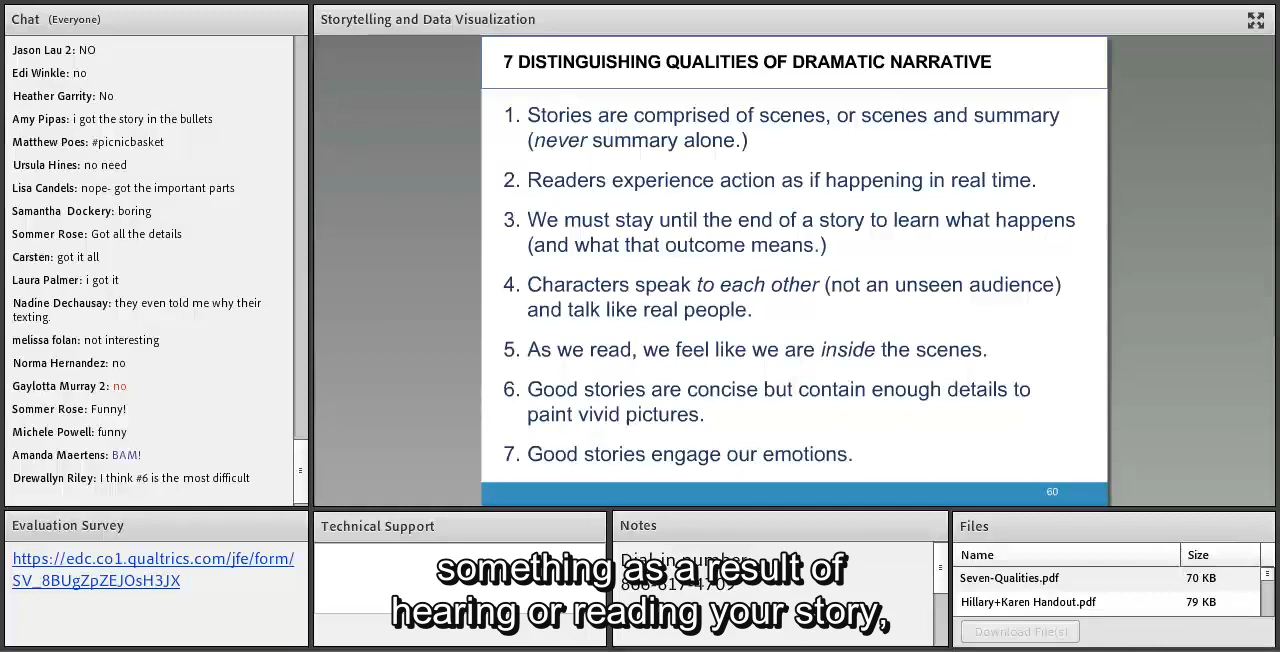 Chat (Everyone)
Jason Lau 2: NO
Edi Winkle: no
Heather Garrity: No
Amy Pipas: i got the story in the bullets
Matthew Poes: #picnicbasket
Ursula Hines: no need
Lisa Candels: nope- got the important parts
Samantha Dockery: boring
Sommer Rose: Got all the details
Carsten: got it all
Laura Palmer: i got it
Nadine Dechausay: they even told me why their
texting.
melissa folan: not interesting
Norma Hernandez: no
Gaylotta Murray 2: no
Sommer Rose: Funny!
Michele Powell: funny
Amanda Maertens: BAM!
Drewallyn Riley: I think #6 is the most difficult
Storytelling and Data Visualization
7 DISTINGUISHING QUALITIES OF DRAMATIC NARRATIVE
1. Stories are comprised of scenes, or scenes and summary
(never summary alone.)
2. Readers experience action as if happening in real time.
3. We must stay until the end of a story to learn what happens
(and what that outcome means.)
4. Characters speak to each other (not an unseen audience)
and talk like real people.
5. As we read, we feel like we are inside the scenes.
6. Good stories are concise but contain enough details to
paint vivid pictures.
7. Good stories engage our emotions.
60
Evaluation Survey
https://edc.co1.qualtrics.com/jfe/form/
SV_8BUgZpZEJOsH3JX
Technical Support
Notes
Dial-in number
Files
Name Size
Seven-Qualities.pdf 70 KB
Hillary+Karen Handout.pdf 79 KB
Download File(s)
something as a result of
hearing or reading your story,